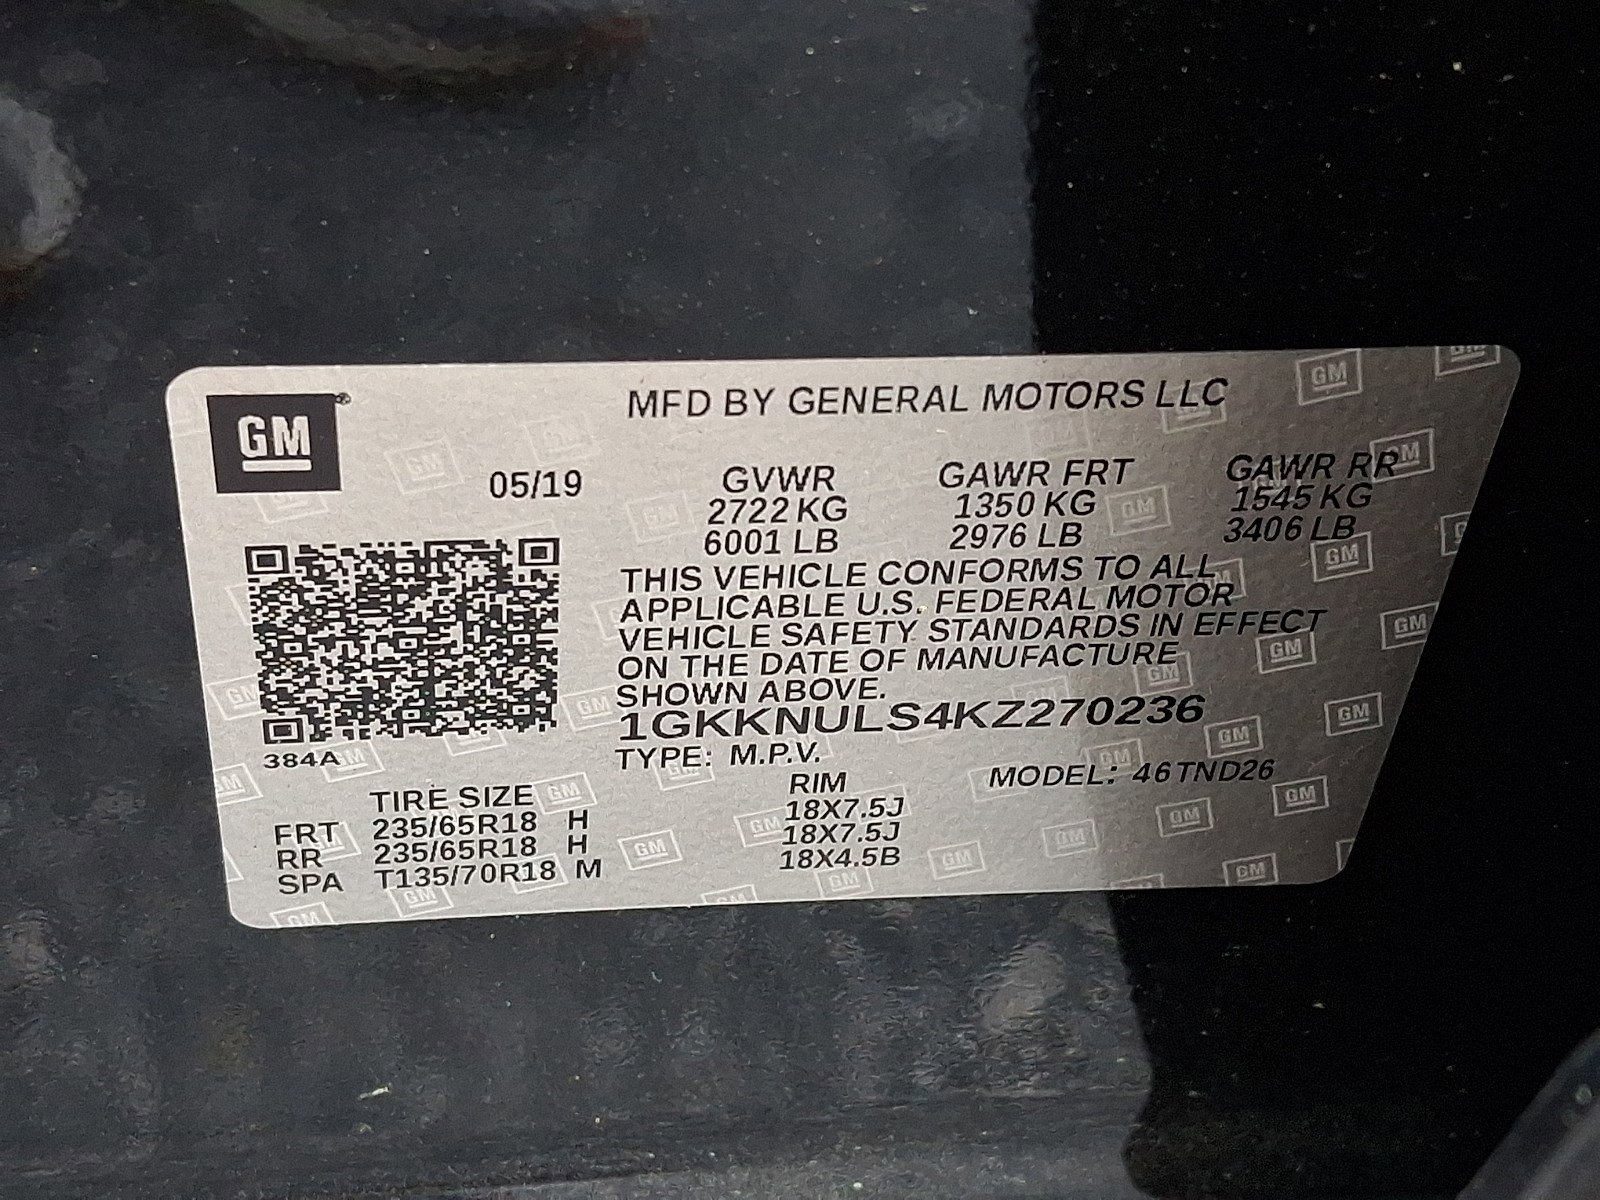 GM
MFD BY GENERAL MOTORS LLC
05/19
GVWR GAWR FRT GAWR RR
2722 KG 1350 KG 1545 KG
6001 LB 2976 LB 3406 LB
THIS VEHICLE CONFORMS TO ALL
APPLICABLE U.S. FEDERAL MOTOR
VEHICLE SAFETY STANDARDS IN EFFECT
ON THE DATE OF MANUFACTURE
SHOWN ABOVE.
1GKKNULS4KZ270236
384A
TYPE: M.P.V.
MODEL: 46TND26
TIRE SIZE RIM
FRT 235/65R18 H 18X7.5J
RR 235/65R18 H 18X7.5J
SPA T135/70R18 M 18X4.5B